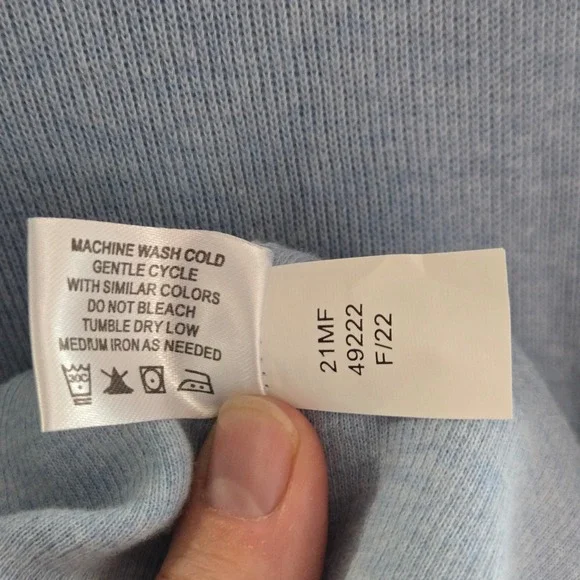 MACHINE WASH COLD
GENTLE CYCLE
WITH SIMILAR COLORS
DO NOT BLEACH
TUMBLE DRY LOW
MEDIUM IRON AS NEEDED
21MF
49222
F/22